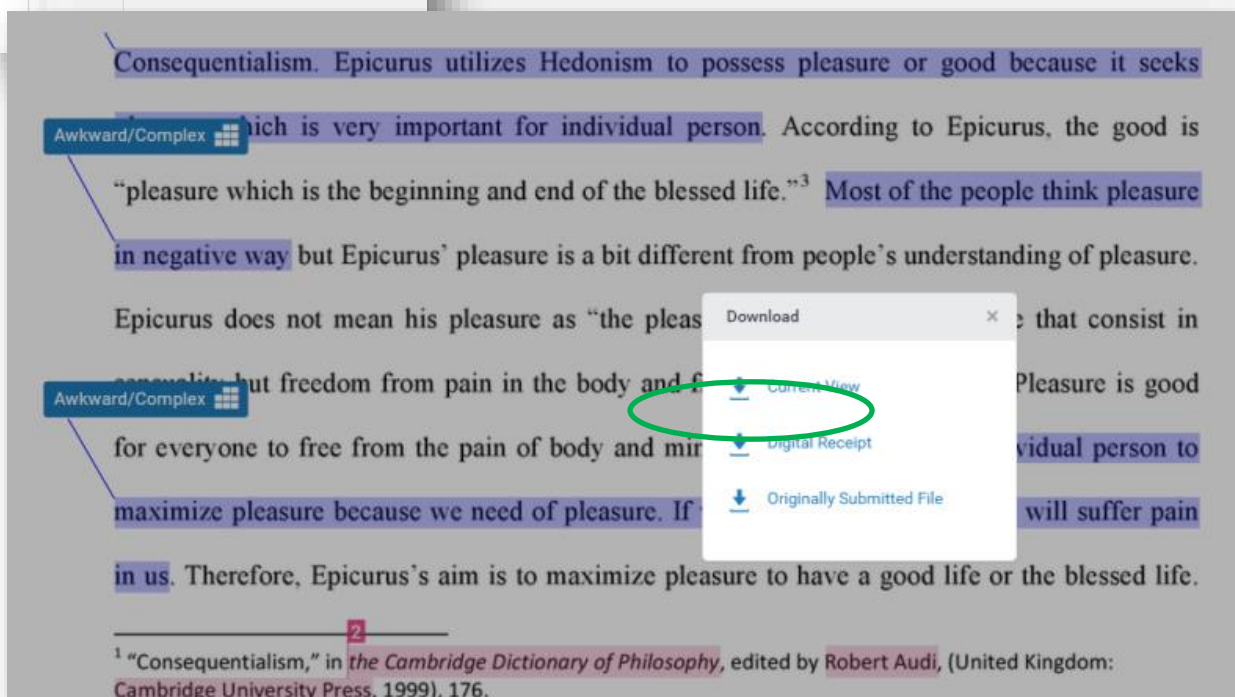 Consequentialism. Epicurus utilizes Hedonism to possess pleasure or good because it seeks
Awkward/Complex which is very important for individual person. According to Epicurus, the good is
“pleasure which is the beginning and end of the blessed life.”3 Most of the people think pleasure
in negative way but Epicurus’ pleasure is a bit different from people’s understanding of pleasure.
Epicurus does not mean his pleasure as “the pleas
Download
that consist in
Awkward/Complex but freedom from pain in the body and
Current View
Pleasure is good
for everyone to free from the pain of body and
Digital Receipt
person to
maximize pleasure because we need of pleasure. If
Originally Submitted File
will suffer pain
in us. Therefore, Epicurus’s aim is to maximize pleasure to have a good life or the blessed life.
2
1 “Consequentialism,” in the Cambridge Dictionary of Philosophy, edited by Robert Audi, (United Kingdom:
Cambridge University Press, 1999), 176.